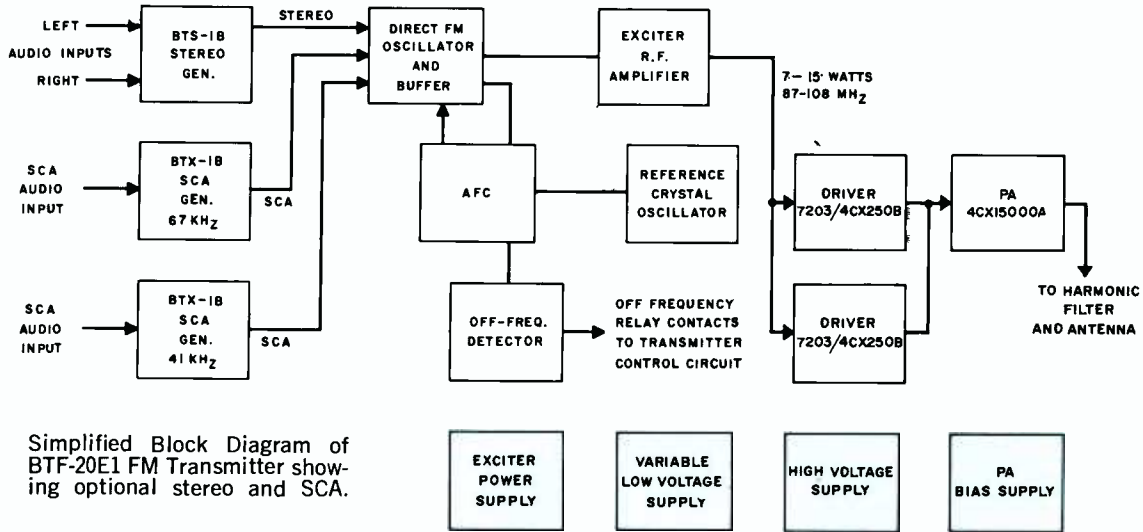 LEFT
AUDIO INPUTS
RIGHT
BTS-1B
STEREO
GEN.
STEREO
DIRECT FM
OSCILLATOR
AND
BUFFER
EXCITER
R.F.
AMPLIFIER
7-15 WATTS
87-108 MHZ
SCA
AUDIO
INPUT
BTX-1B
SCA
GEN.
67 KHZ
SCA
AFC
REFERENCE
CRYSTAL
OSCILLATOR
DRIVER
7203/4CX250B
PA
4CX15000A
SCA
AUDIO
INPUT
BTX-1B
SCA
GEN.
41 KHZ
SCA
OFF-FREQ.
DETECTOR
OFF FREQUENCY
RELAY CONTACTS
TO TRANSMITTER
CONTROL CIRCUIT
DRIVER
7203/4CX250B
TO HARMONIC
FILTER
AND ANTENNA
Simplified Block Diagram of
BTF-20E1 FM Transmitter show-
ing optional stereo and SCA.
EXCITER
POWER
SUPPLY
VARIABLE
LOW VOLTAGE
SUPPLY
HIGH VOLTAGE
SUPPLY
PA
BIAS SUPPLY